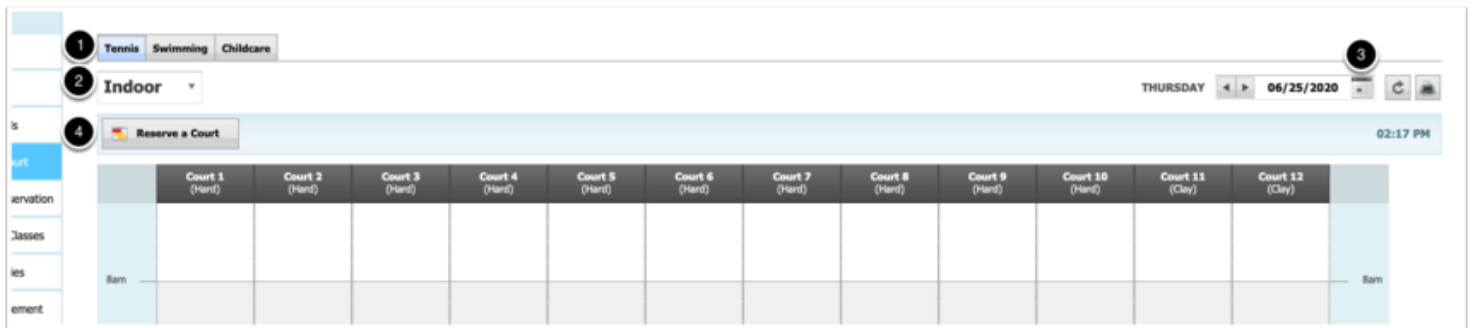 1
Tennis Swimming Childcare
3
2
Indoor
THURSDAY 06/25/2020
4
Reserve a Court
02:17 PM
Court 1 Court 2 Court 3 Court 4 Court 5 Court 6 Court 7 Court 8 Court 9 Court 10 Court 11 Court 12
(Hard) (Hard) (Hard) (Hard) (Hard) (Hard) (Hard) (Hard) (Hard) (Hard) (Clay) (Clay)
ervation
ies
ement
8am 8am